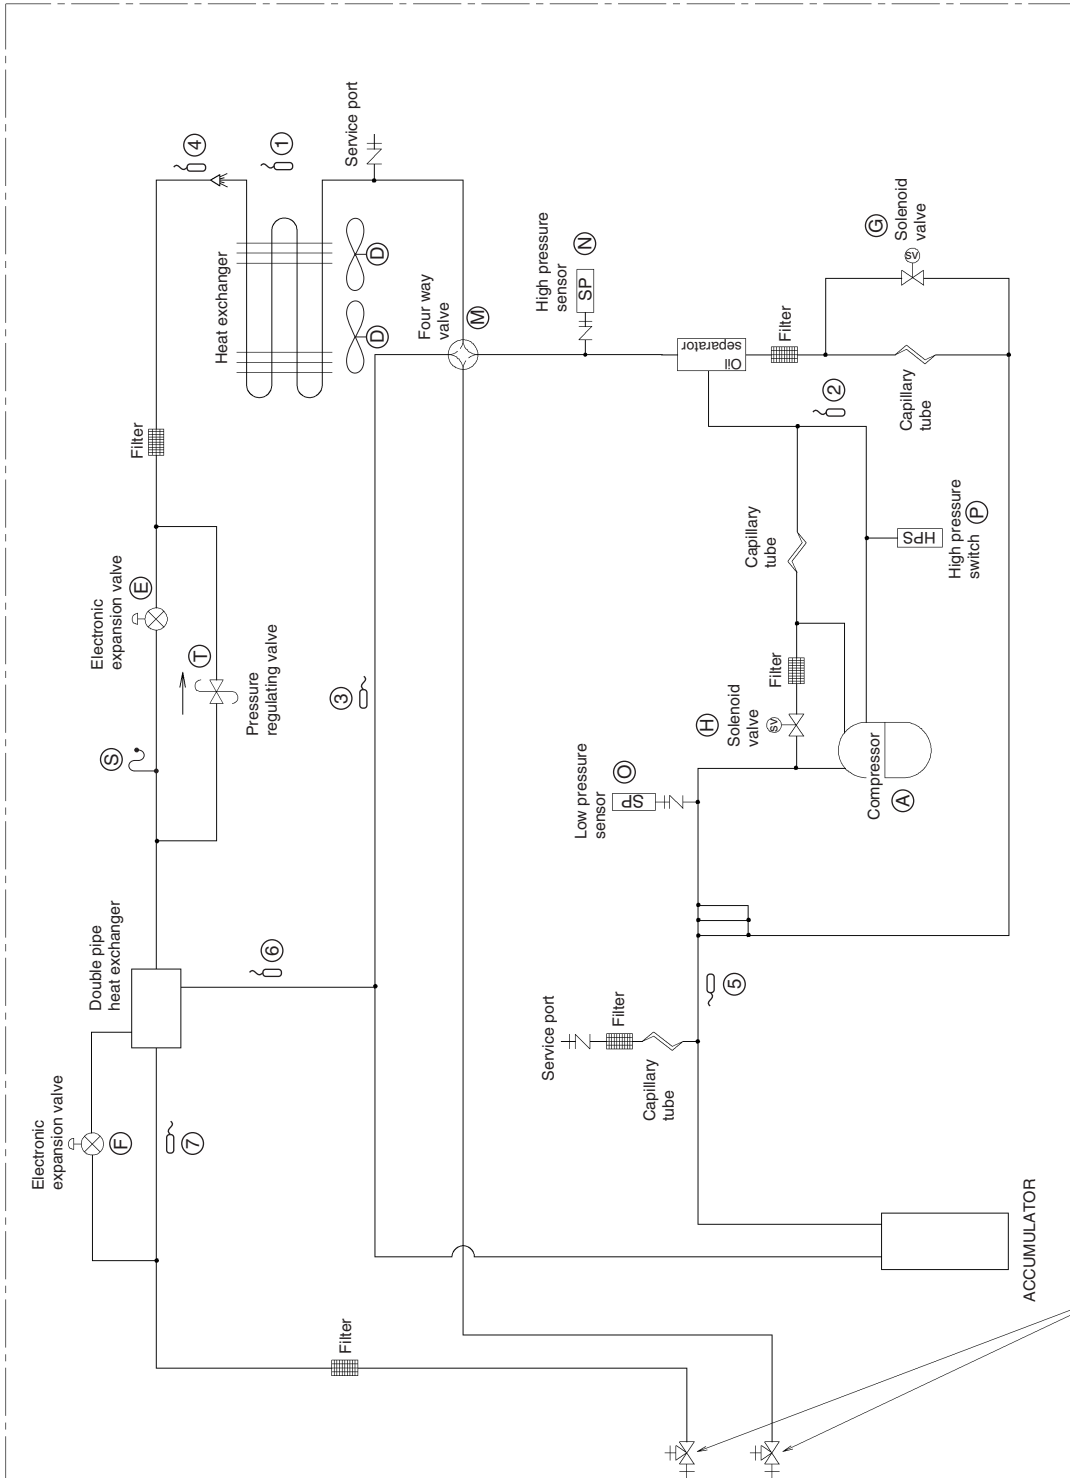 Electronic
expansion valve
F
Double pipe
heat exchanger
S
Electronic
expansion valve
E
Filter
4
7
T
Pressure
regulating valve
Heat exchanger
6
1
Filter
3
D
D
Service port
Four way
valve
M
Service port
Filter
Capillary
tube
Low pressure
sensor
O
SP
High pressure
sensor
N
SP
5
H
Solenoid
valve
SV
Filter
Capillary
tube
Oil
separator
Filter
2
Compressor
A
HPS
High pressure
switch
P
Capillary
tube
G
Solenoid
valve
SV
ACCUMULATOR